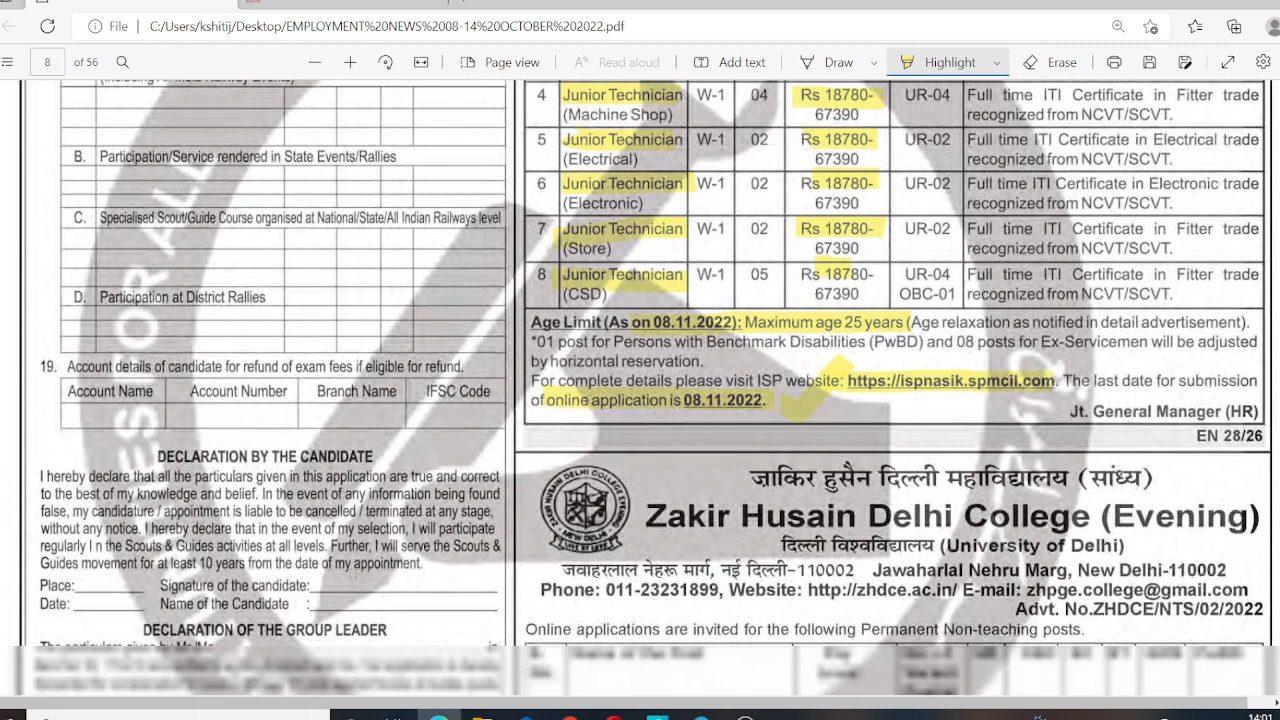 File
C:/Users/kshitij/Desktop/EMPLOYMENT%20NEWS%2008-14%20OCTOBER%202022.pdf
8 of 56
Page view
Read aloud
Add text
Draw
Highlight
Erase
B. Participation/Service rendered in State Events/Rallies
C. Specialised Scout/Guide Course organised at National/State/All Indian Railways level
D. Participation at District Rallies
19. Account details of candidate for refund of exam fees if eligible for refund.
Account Name Account Number Branch Name IFSC Code
DECLARATION BY THE CANDIDATE
I hereby declare that all the particulars given in this application are true and correct
to the best of my knowledge and belief. In the event of any information being found
false, my candidature / appointment is liable to be cancelled / terminated at any stage,
without any notice. I hereby declare that in the event of my selection, I will participate
regularly I n the Scouts & Guides activities at all levels. Further, I will serve the Scouts &
Guides movement for at least 10 years from the date of my appointment.
Place:________ Signature of the candidate:________
Date: ________ Name of the Candidate :________
DECLARATION OF THE GROUP LEADER
4 Junior Technician W-1 04 Rs 18780- UR-04 Full time ITI Certificate in Fitter trade
(Machine Shop) 67390 recognized from NCVT/SCVT.
5 Junior Technician W-1 02 Rs 18780- UR-02 Full time ITI Certificate in Electrical trade
(Electrical) 67390 recognized from NCVT/SCVT.
6 Junior Technician W-1 02 Rs 18780- UR-02 Full time ITI Certificate in Electronic trade
(Electronic) 67390 recognized from NCVT/SCVT.
7 Junior Technician W-1 02 Rs 18780- UR-02 Full time ITI Certificate in Fitter trade
(Store) 67390 recognized from NCVT/SCVT.
8 Junior Technician W-1 05 Rs 18780- UR-04 Full time ITI Certificate in Fitter trade
(CSD) 67390 OBC-01 recognized from NCVT/SCVT.
Age Limit (As on 08.11.2022): Maximum age 25 years (Age relaxation as notified in detail advertisement).
*01 post for Persons with Benchmark Disabilities (PwBD) and 08 posts for Ex-Servicemen will be adjusted
by horizontal reservation.
For complete details please visit ISP website: https://ispnasik.spmcil.com. The last date for submission
of online application is 08.11.2022.
Jt. General Manager (HR)
EN 28/26
जाकिर हुसैन दिल्ली महाविद्यालय (सांध्य)
Zakir Husain Delhi College (Evening)
दिल्ली विश्वविद्यालय (University of Delhi)
जवाहरलाल नेहरू मार्ग, नई दिल्ली-110002 Jawaharlal Nehru Marg, New Delhi-110002
Phone: 011-23231899, Website: http://zhdce.ac.in/ E-mail: zhpge.college@gmail.com
Advt. No.ZHDCE/NTS/02/2022
Online applications are invited for the following Permanent Non-teaching posts.
14:01